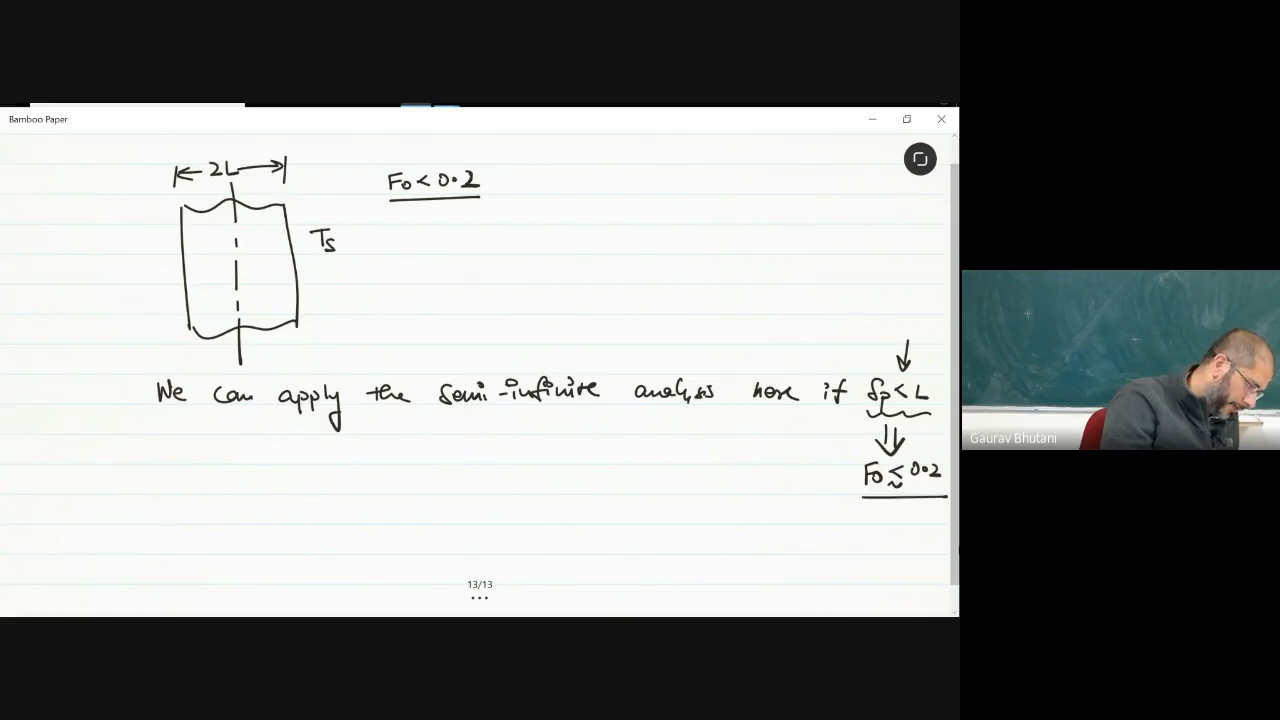 Bamboo Paper
2L
Fo < 0.2
Ts
We can apply the semi-infinite analysis here if δp < L
Fo ≲ 0.2
Gaurav Bhutani
13/13